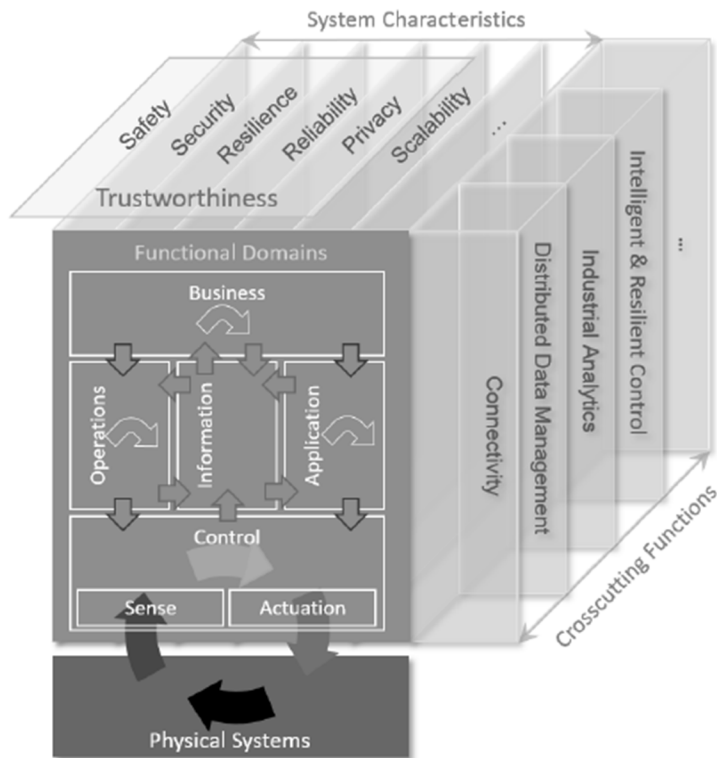 System Characteristics
Safety
Security
Resilience
Reliability
Privacy
Scalability
...
Trustworthiness
Functional Domains
Business
Operations
Information
Application
Control
Sense
Actuation
Physical Systems
Connectivity
Distributed Data Management
Industrial Analytics
Intelligent & Resilient Control
...
Crosscutting Functions